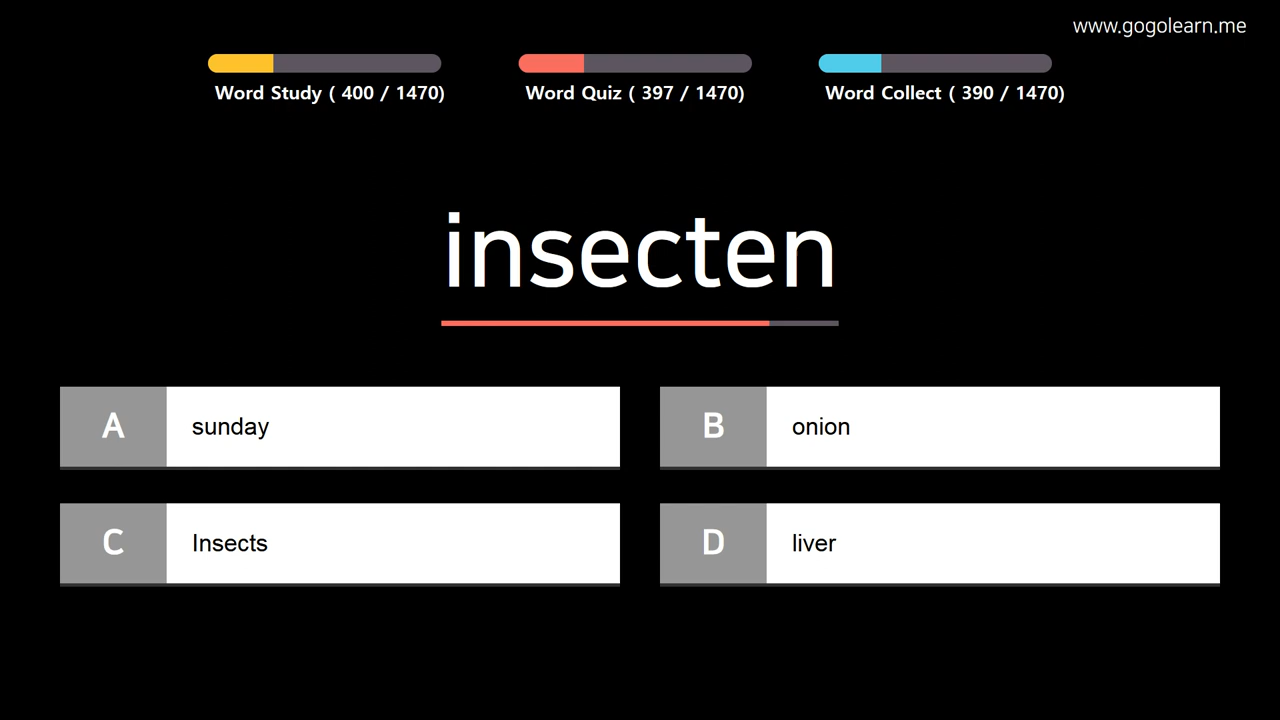 www.gogolearn.me
Word Study ( 400 / 1470)
Word Quiz ( 397 / 1470)
Word Collect ( 390 / 1470)
insecten
A sunday
B onion
C Insects
D liver